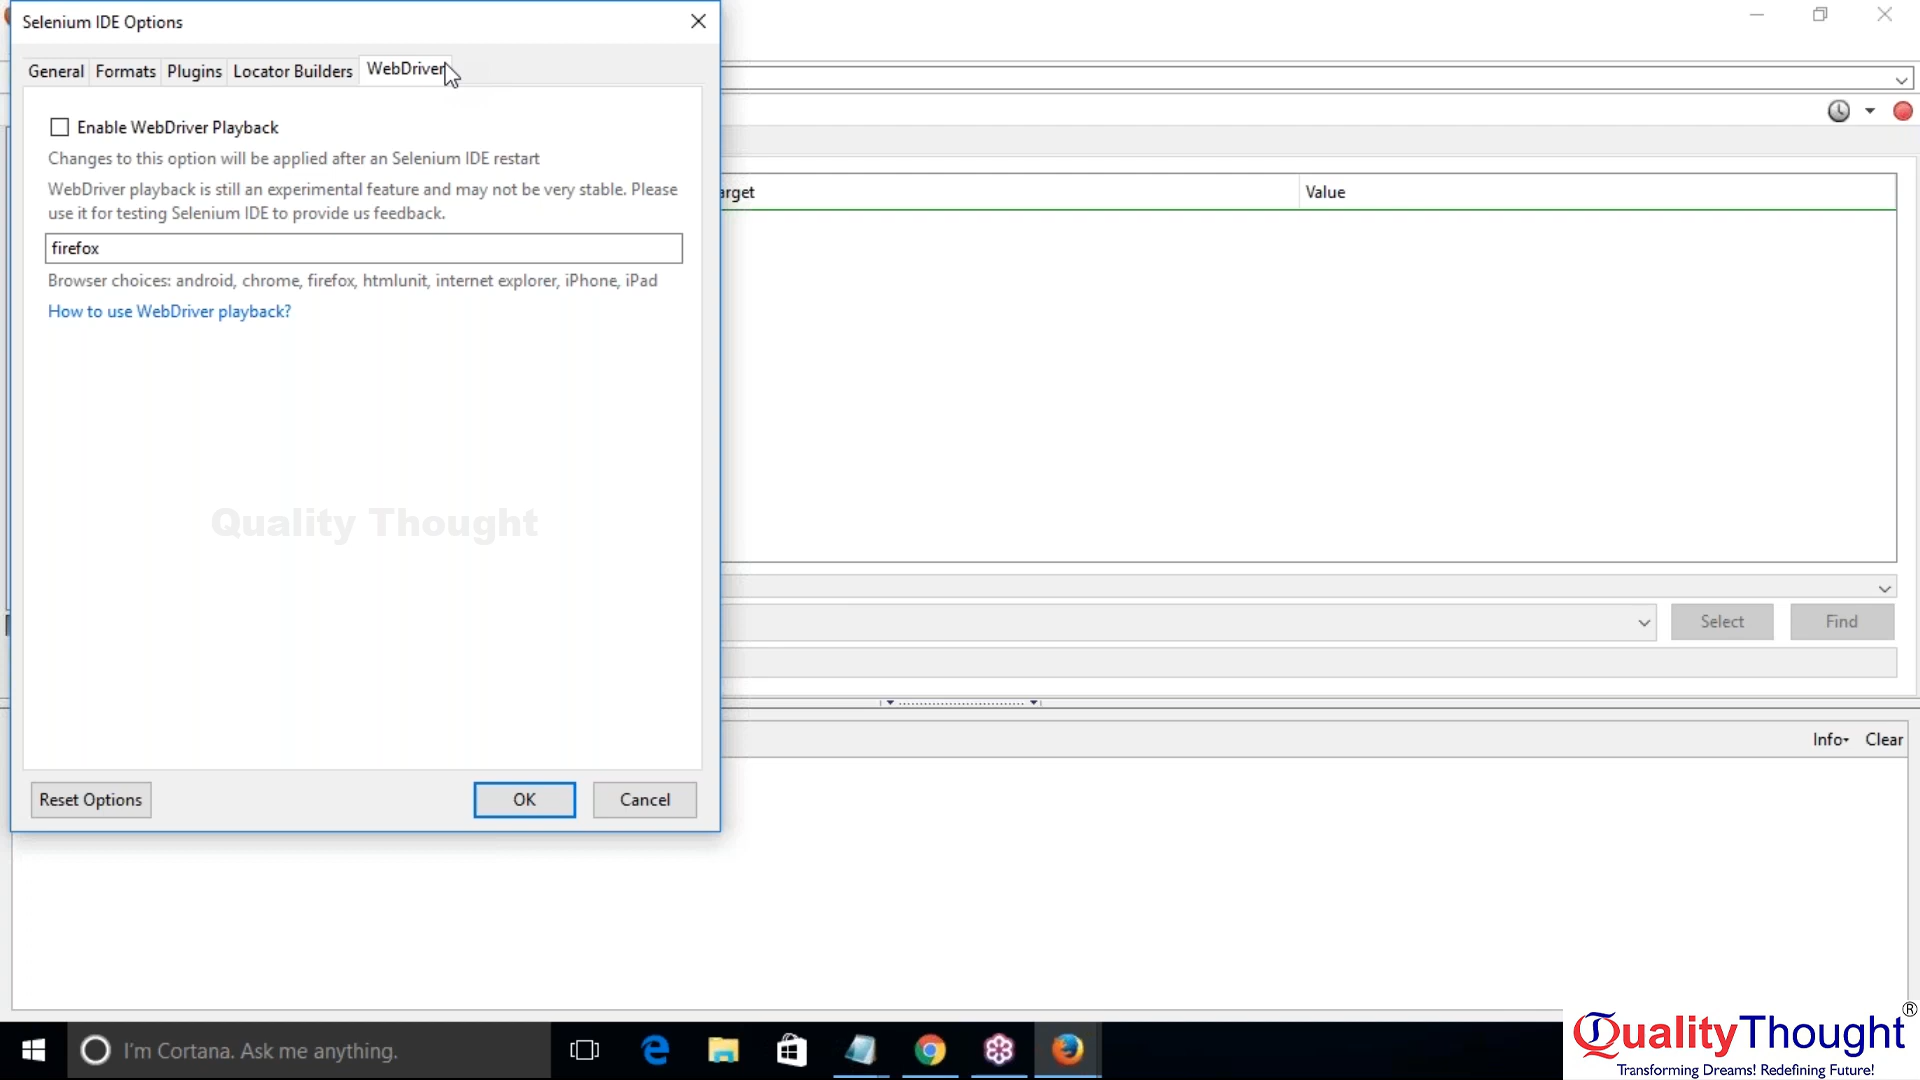 Selenium IDE Options
General Formats Plugins Locator Builders WebDriver
Enable WebDriver Playback
Changes to this option will be applied after an Selenium IDE restart
WebDriver playback is still an experimental feature and may not be very stable. Please
use it for testing Selenium IDE to provide us feedback.
firefox
Browser choices: android, chrome, firefox, htmlunit, internet explorer, iPhone, iPad
How to use WebDriver playback?
Quality Thought
Reset Options OK Cancel
arget Value
Select Find
Info Clear
I'm Cortana. Ask me anything.
QualityThought®
Transforming Dreams! Redefining Future!